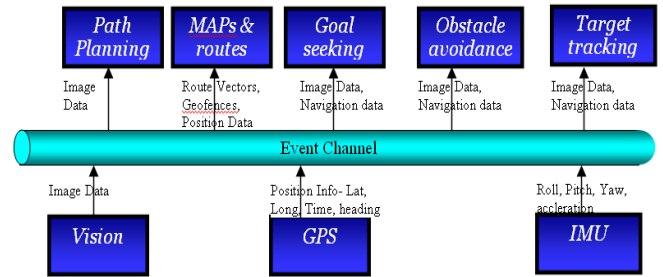 Path
Planning
MAPs &
routes
Goal
seeking
Obstacle
avoidance
Target
tracking
Image
Data
Route Vectors,
Geofences,
Position Data
Image Data,
Navigation data
Image Data,
Navigation data
Image Data,
Navigation data
Event Channel
Image Data
Position Info- Lat,
Long, Time, heading
Roll, Pitch, Yaw,
accleration
Vision
GPS
IMU